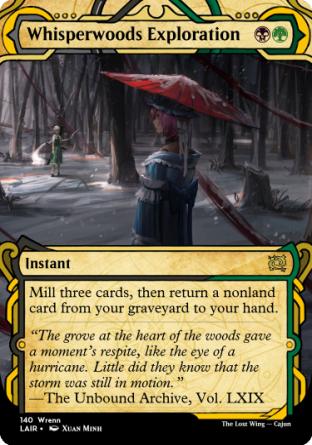 Whisperwoods Exploration
Instant
Mill three cards, then return a nonland
card from your graveyard to your hand.
“The grove at the heart of the woods gave
a moment’s respite, like the eye of a
hurricane. Little did they know that the
storm was still in motion.”
—The Unbound Archive, Vol. LXIX
140 Wrenn
LAIR • Xuan Minh
The Lost Wing — Cajun